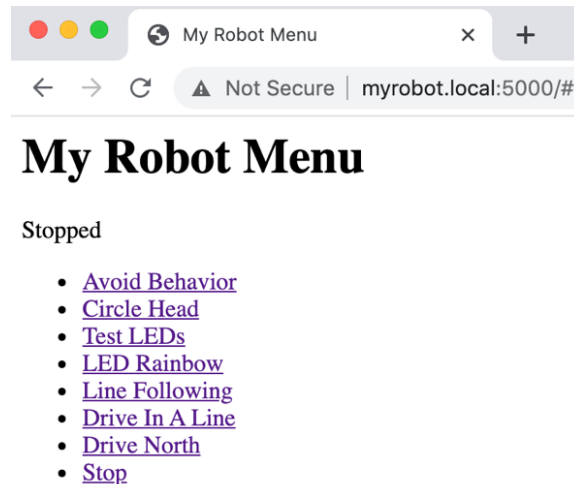 My Robot Menu
Not Secure | myrobot.local:5000/#
My Robot Menu
Stopped
Avoid Behavior
Circle Head
Test LEDs
LED Rainbow
Line Following
Drive In A Line
Drive North
Stop